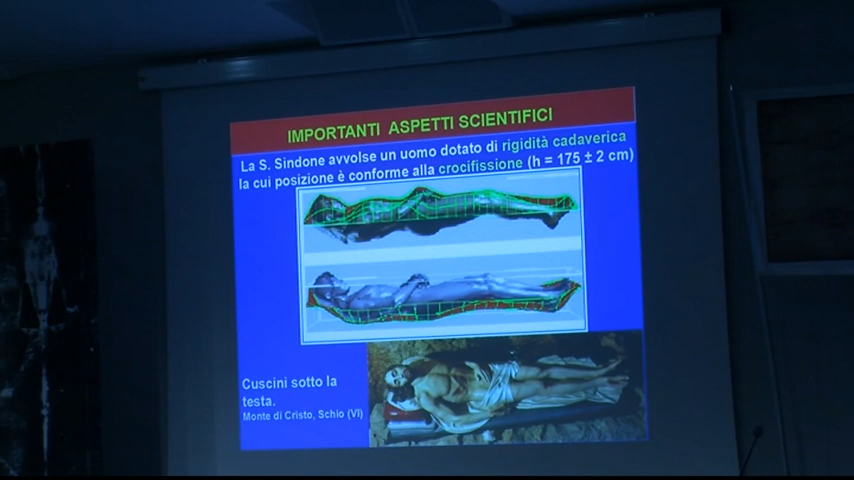 IMPORTANTI ASPETTI SCIENTIFICI
La S. Sindone avvolse un uomo dotato di rigidità cadaverica
la cui posizione è conforme alla crocifissione (h = 175 ± 2 cm)
Cuscini sotto la
testa.
Monte di Cristo, Schio (VI)